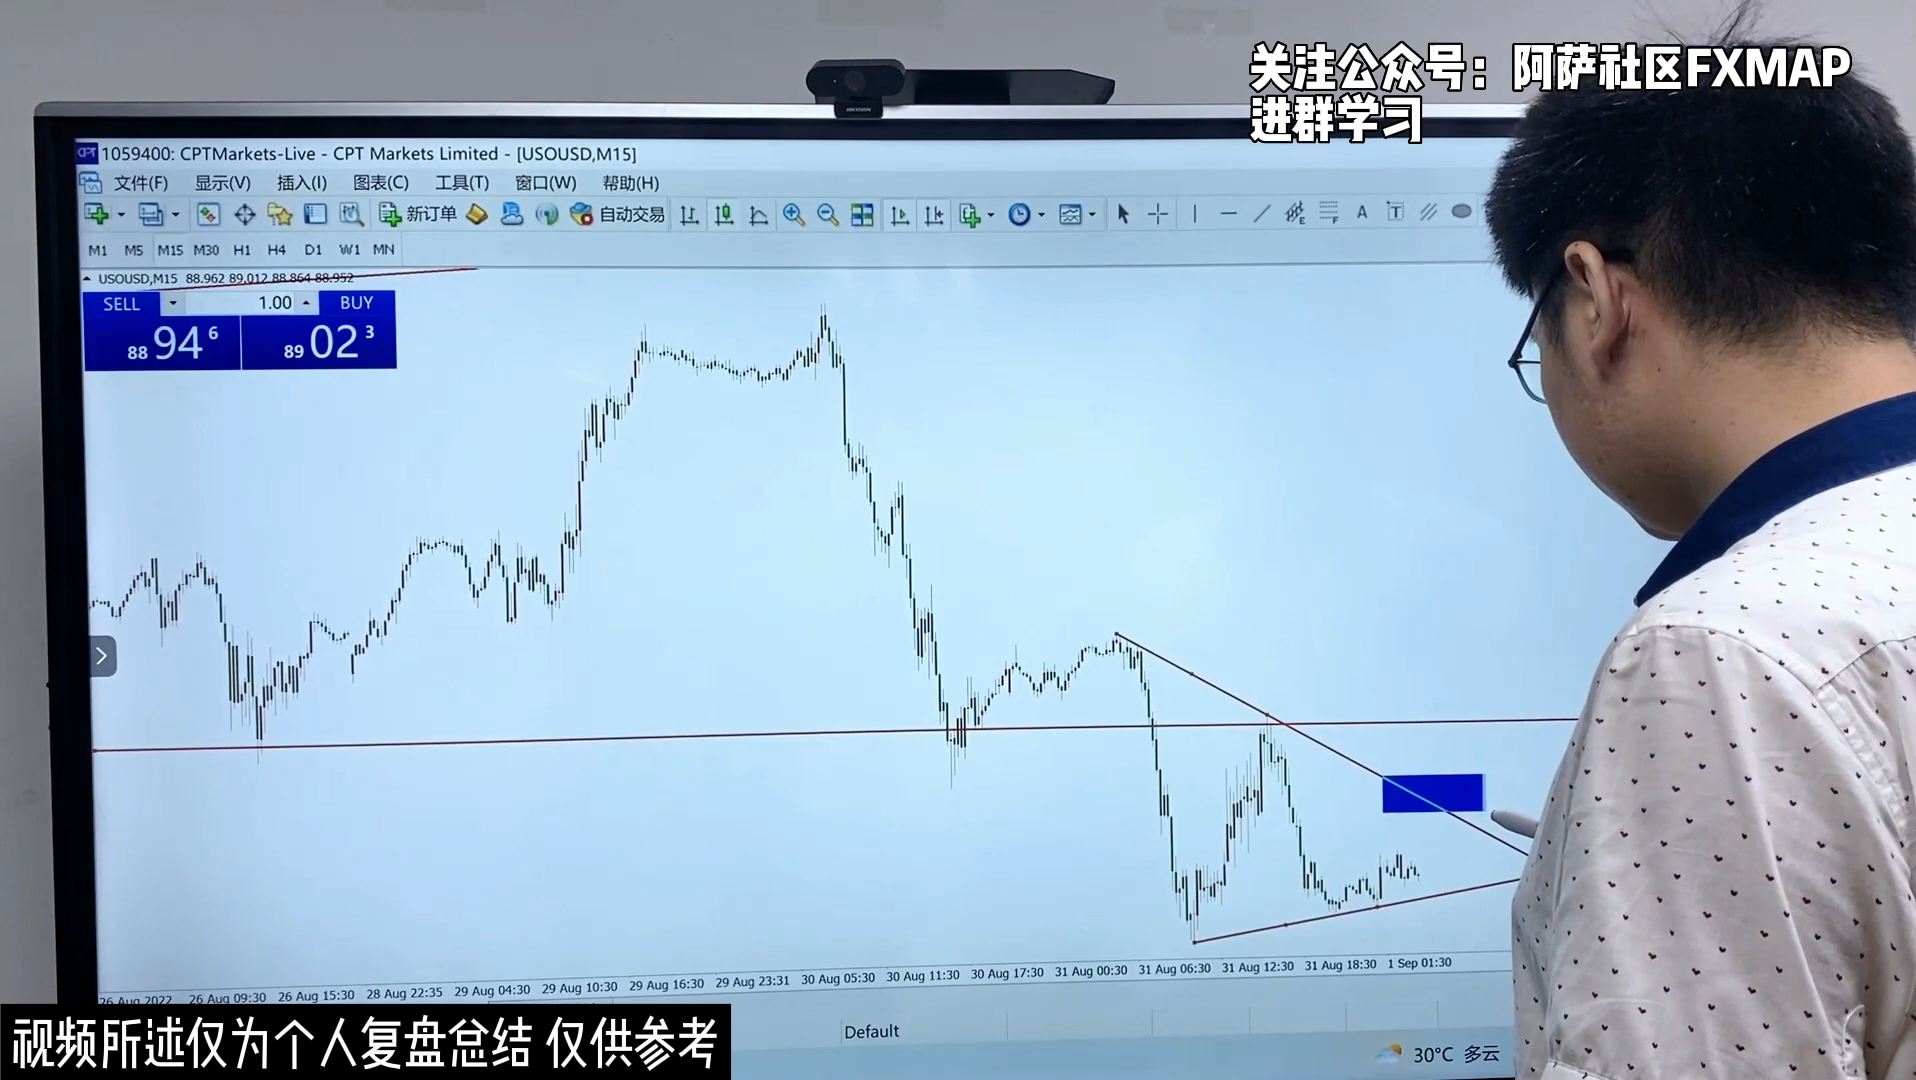 关注公众号：阿萨社区FXMAP
进群学习
HIKVISION
CPT 1059400: CPTMarkets-Live - CPT Markets Limited - [USOUSD,M15]
文件(F) 显示(V) 插入(I) 图表(C) 工具(T) 窗口(W) 帮助(H)
新订单 自动交易 E F A T
M1 M5 M15 M30 H1 H4 D1 W1 MN
USOUSD,M15 88.962 89.012 88.864 88.952
SELL 1.00 BUY
88 94 6 89 02 3
26 Aug 2022 26 Aug 09:30 26 Aug 15:30 28 Aug 22:35 29 Aug 04:30 29 Aug 10:30 29 Aug 16:30 29 Aug 23:31 30 Aug 05:30 30 Aug 11:30 30 Aug 17:30 31 Aug 00:30 31 Aug 06:30 31 Aug 12:30 31 Aug 18:30 1 Sep 01:30
视频所述仅为个人复盘总结 仅供参考
Default
30°C 多云